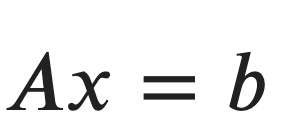 Ax = b